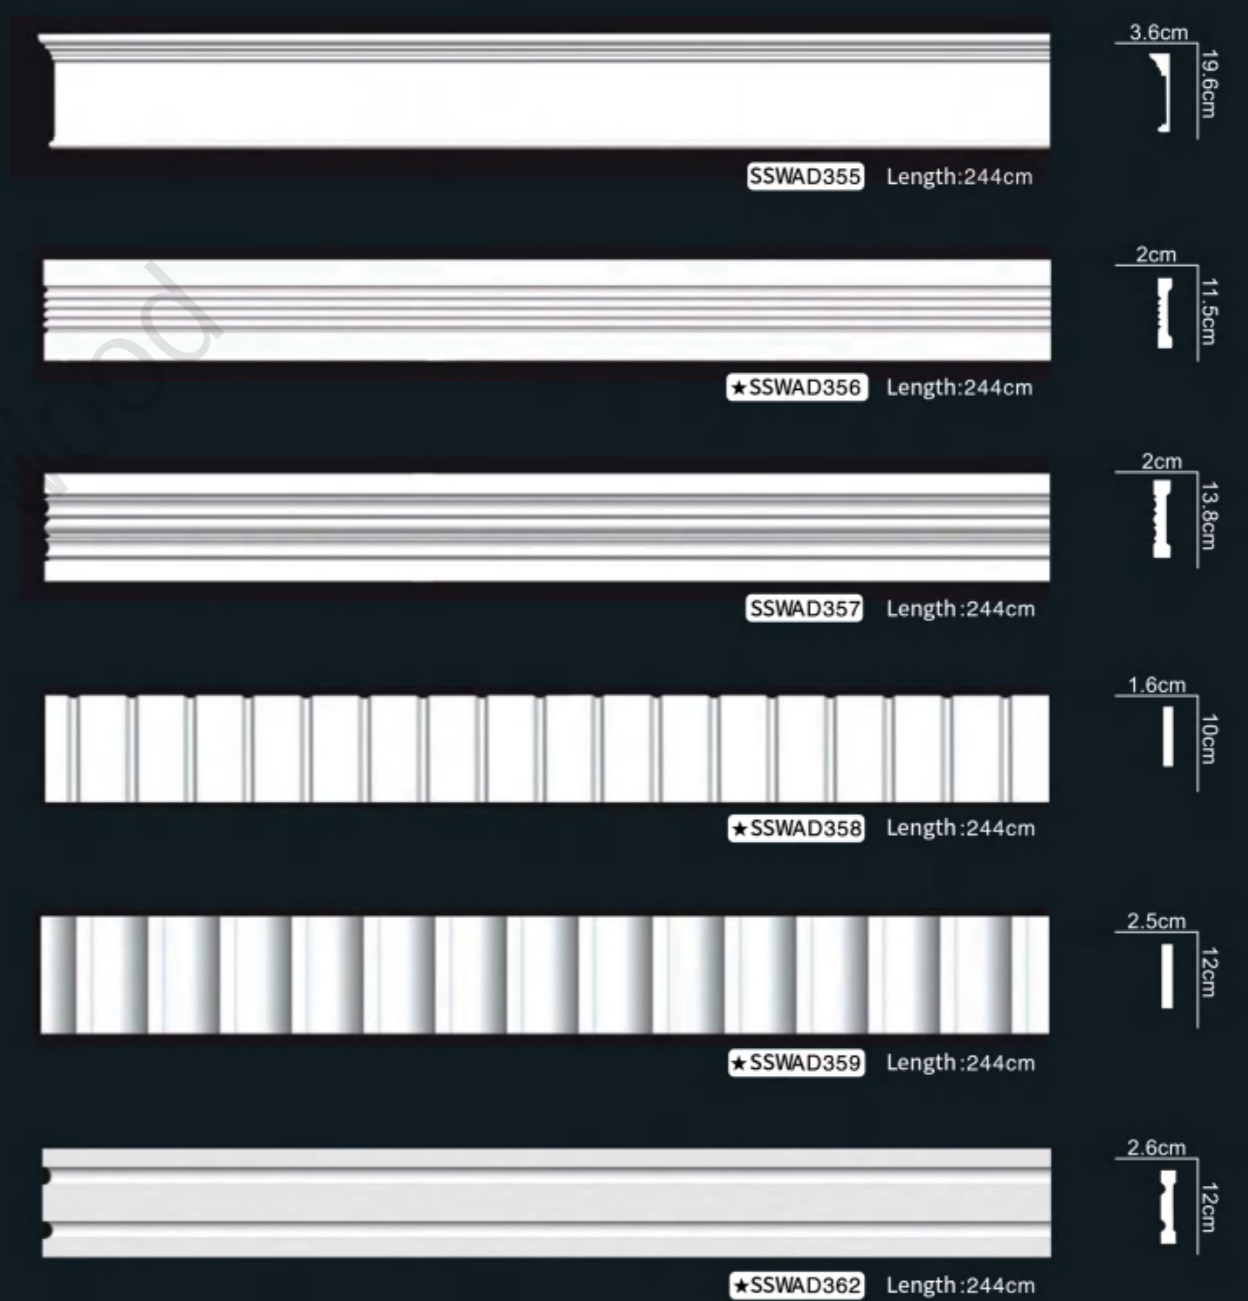 3.6cm
19.6cm
SSWAD355 Length:244cm
2cm
11.5cm
★SSWAD356 Length:244cm
2cm
13.8cm
SSWAD357 Length:244cm
1.6cm
10cm
★SSWAD358 Length:244cm
2.5cm
12cm
★SSWAD359 Length:244cm
2.6cm
12cm
★SSWAD362 Length:244cm
wood